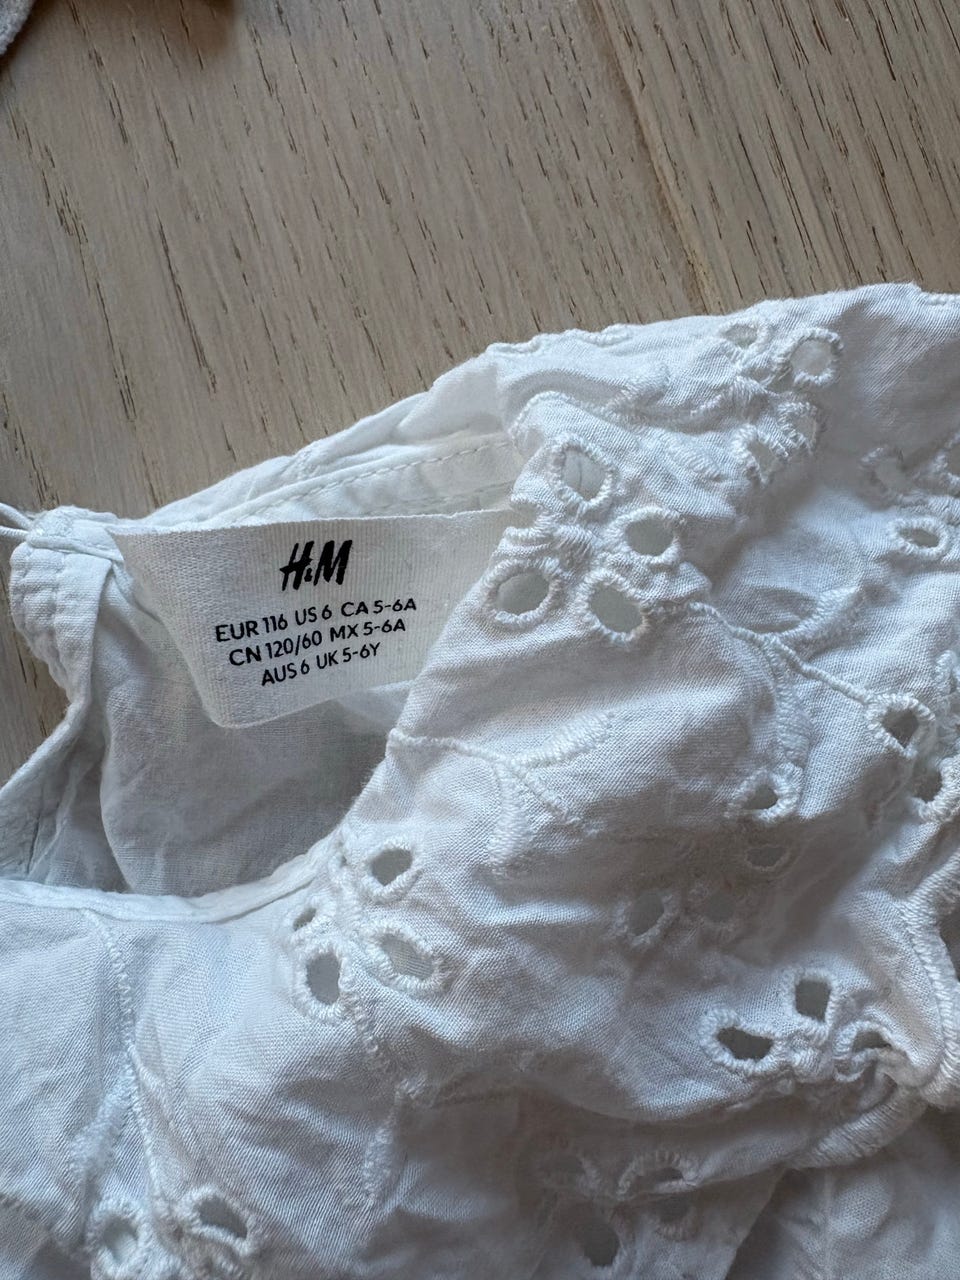 H&M
EUR 116 US 6 CA 5-6A
CN 120/60 MX 5-6A
AUS 6 UK 5-6Y